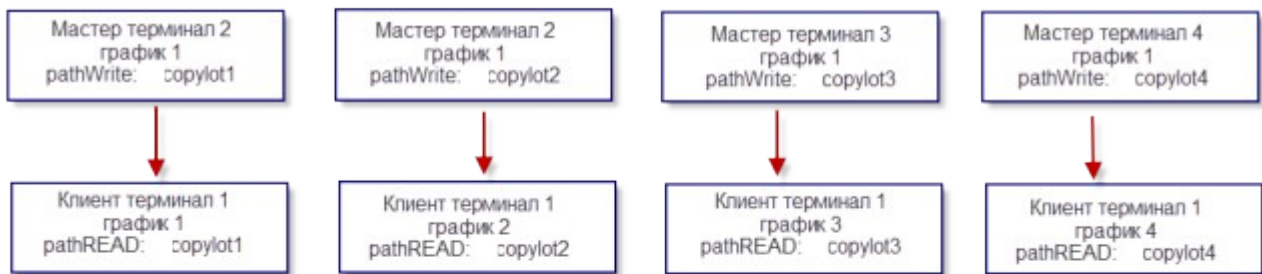 Мастер терминал 2
график 1
pathWrite: copylot1
Мастер терминал 2
график 1
pathWrite: copylot2
Мастер терминал 3
график 1
pathWrite: copylot3
Мастер терминал 4
график 1
pathWrite: copylot4
Клиент терминал 1
график 1
pathREAD: copylot1
Клиент терминал 1
график 2
pathREAD: copylot2
Клиент терминал 1
график 3
pathREAD: copylot3
Клиент терминал 1
график 4
pathREAD: copylot4